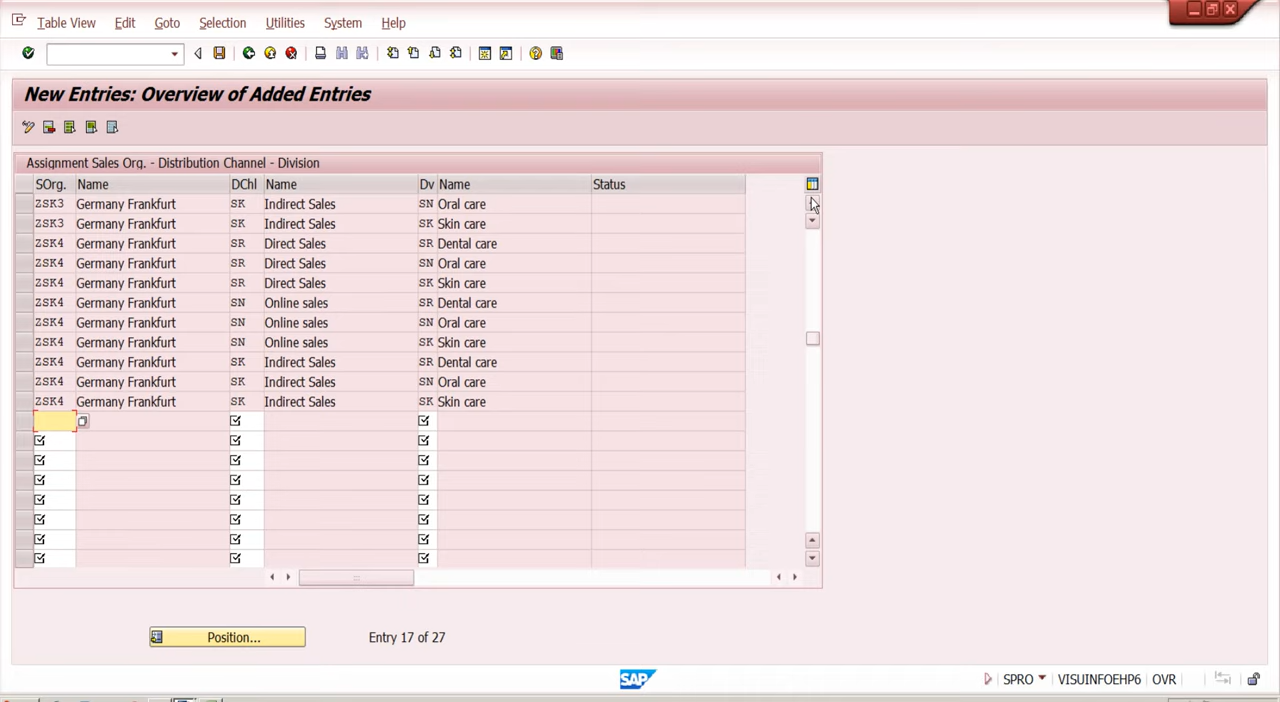 Table View Edit Goto Selection Utilities System Help
New Entries: Overview of Added Entries
Assignment Sales Org. - Distribution Channel - Division
SOrg. Name DChl Name Dv Name Status
ZSK3 Germany Frankfurt SK Indirect Sales SN Oral care
ZSK3 Germany Frankfurt SK Indirect Sales SK Skin care
ZSK4 Germany Frankfurt SR Direct Sales SR Dental care
ZSK4 Germany Frankfurt SR Direct Sales SN Oral care
ZSK4 Germany Frankfurt SR Direct Sales SK Skin care
ZSK4 Germany Frankfurt SN Online sales SR Dental care
ZSK4 Germany Frankfurt SN Online sales SN Oral care
ZSK4 Germany Frankfurt SN Online sales SK Skin care
ZSK4 Germany Frankfurt SK Indirect Sales SR Dental care
ZSK4 Germany Frankfurt SK Indirect Sales SN Oral care
ZSK4 Germany Frankfurt SK Indirect Sales SK Skin care
Position... Entry 17 of 27
SAP SPRO VISUINFOEHP6 OVR